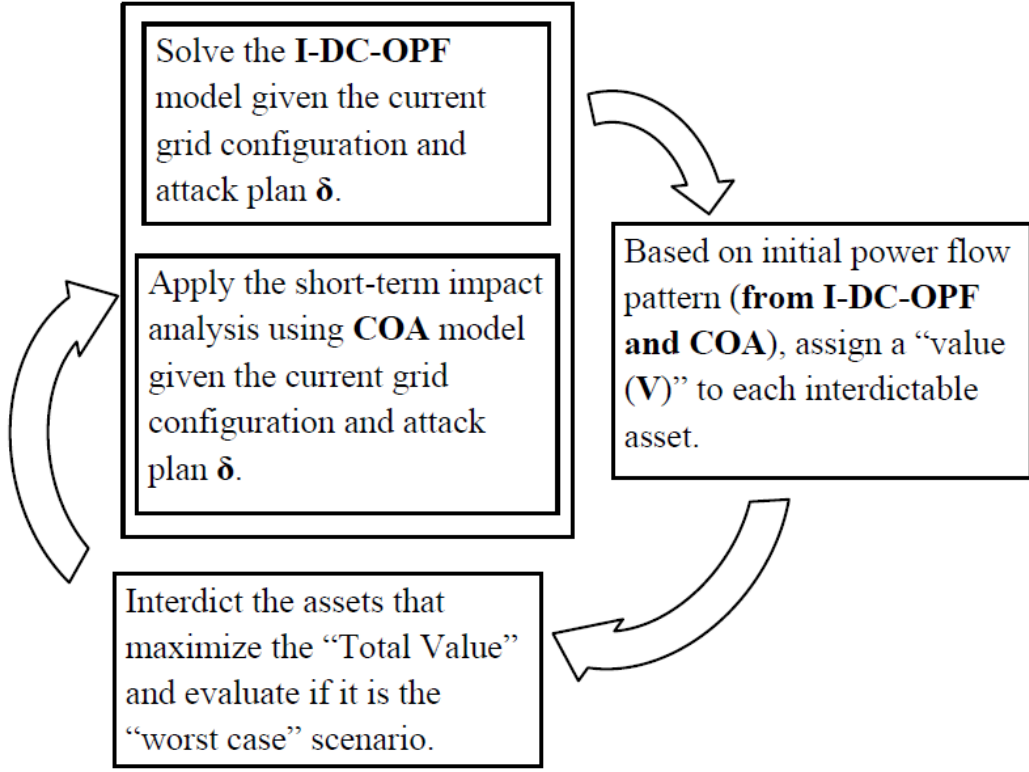 Solve the I-DC-OPF
model given the current
grid configuration and
attack plan δ.
Apply the short-term impact
analysis using COA model
given the current grid
configuration and attack
plan δ.
Based on initial power flow
pattern (from I-DC-OPF
and COA), assign a “value
(V)” to each interdictable
asset.
Interdict the assets that
maximize the “Total Value”
and evaluate if it is the
“worst case” scenario.